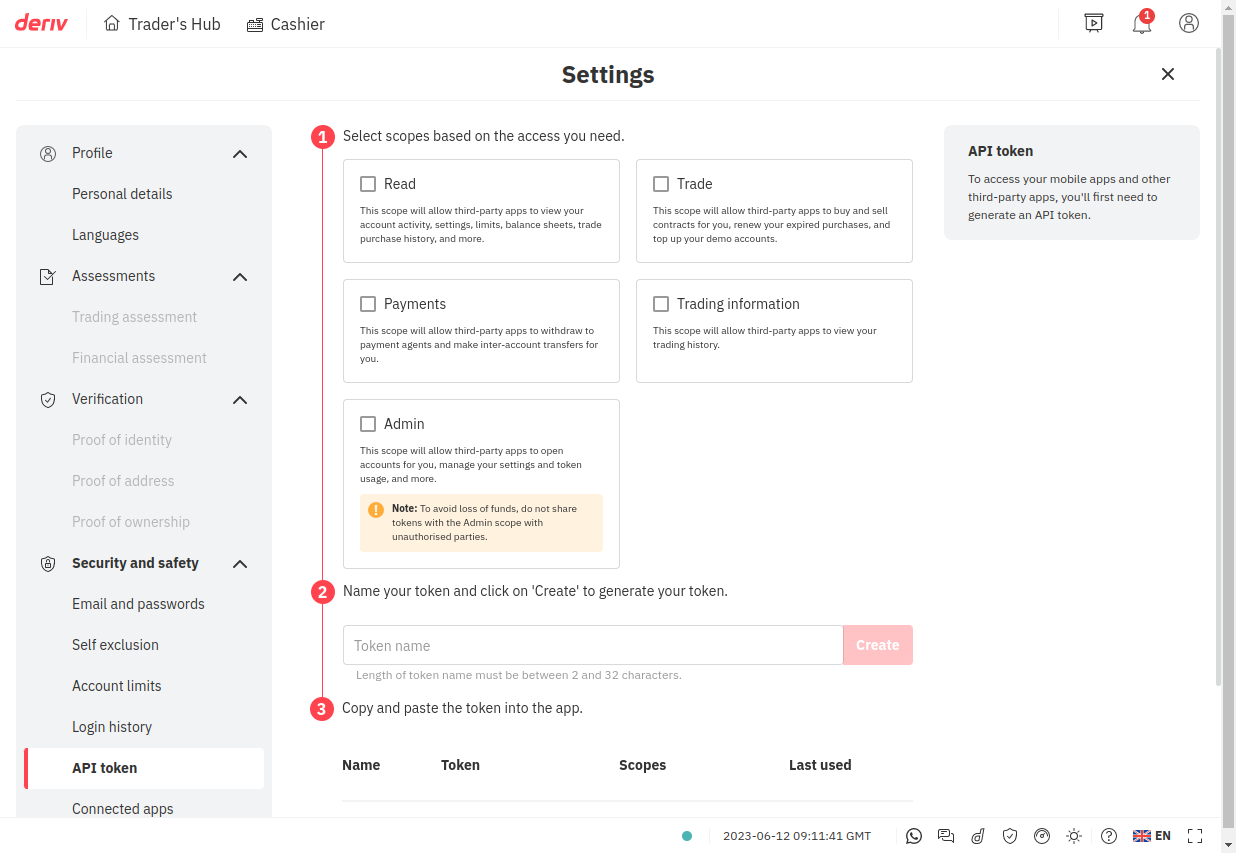 deriv
Trader's Hub
Cashier
1
Settings
Profile
Personal details
Languages
Assessments
Trading assessment
Financial assessment
Verification
Proof of identity
Proof of address
Proof of ownership
Security and safety
Email and passwords
Self exclusion
Account limits
Login history
API token
Connected apps
1
Select scopes based on the access you need.
Read
This scope will allow third-party apps to view your
account activity, settings, limits, balance sheets, trade
purchase history, and more.
Trade
This scope will allow third-party apps to buy and sell
contracts for you, renew your expired purchases, and
top up your demo accounts.
Payments
This scope will allow third-party apps to withdraw to
payment agents and make inter-account transfers for
you.
Trading information
This scope will allow third-party apps to view your
trading history.
Admin
This scope will allow third-party apps to open
accounts for you, manage your settings and token
usage, and more.
Note: To avoid loss of funds, do not share
tokens with the Admin scope with
unauthorised parties.
2
Name your token and click on 'Create' to generate your token.
Token name
Create
Length of token name must be between 2 and 32 characters.
3
Copy and paste the token into the app.
Name Token Scopes Last used
API token
To access your mobile apps and other
third-party apps, you'll first need to
generate an API token.
2023-06-12 09:11:41 GMT
EN